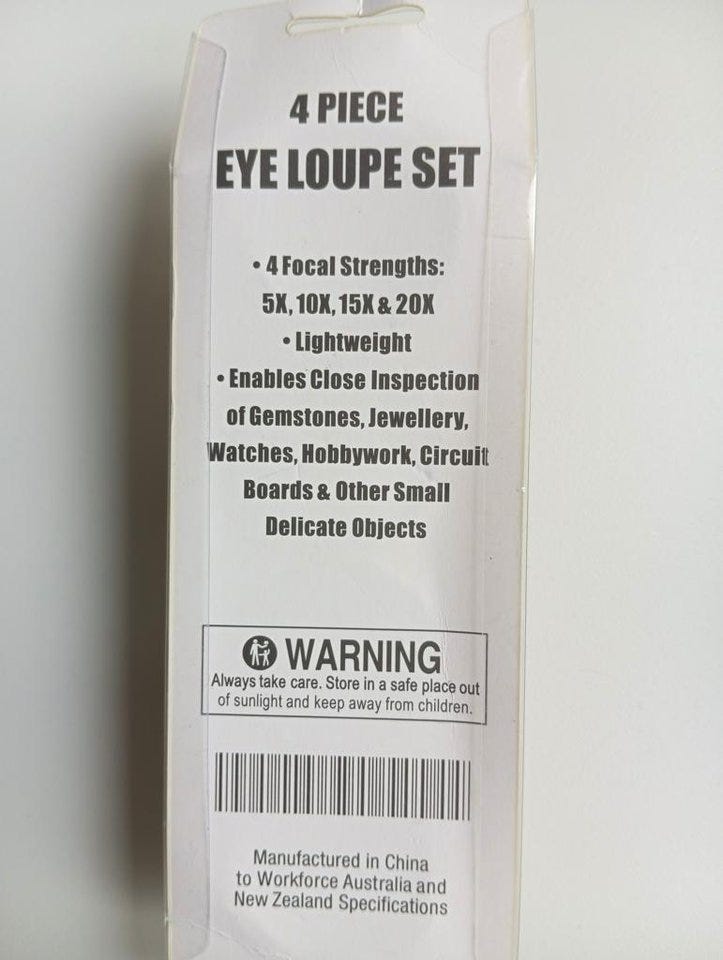 4 PIECE
EYE LOUPE SET
• 4 Focal Strengths:
5X, 10X, 15X & 20X
• Lightweight
• Enables Close Inspection
of Gemstones, Jewellery,
Watches, Hobbywork, Circuit
Boards & Other Small
Delicate Objects
WARNING
Always take care. Store in a safe place out
of sunlight and keep away from children.
Manufactured in China
to Workforce Australia and
New Zealand Specifications